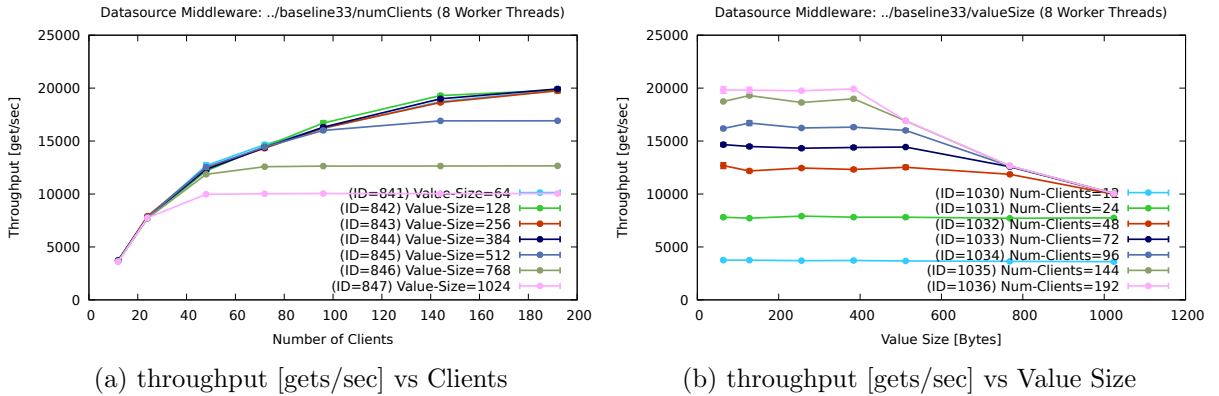 Datasource Middleware: ../baseline33/numClients (8 Worker Threads)
25000
20000
15000
10000
5000
0
Throughput [get/sec]
(ID=841) Value-Size=64
(ID=842) Value-Size=128
(ID=843) Value-Size=256
(ID=844) Value-Size=384
(ID=845) Value-Size=512
(ID=846) Value-Size=768
(ID=847) Value-Size=1024
0 20 40 60 80 100 120 140 160 180 200
Number of Clients
(a) throughput [gets/sec] vs Clients
Datasource Middleware: ../baseline33/valueSize (8 Worker Threads)
25000
20000
15000
10000
5000
0
Throughput [get/sec]
(ID=1030) Num-Clients=12
(ID=1031) Num-Clients=24
(ID=1032) Num-Clients=48
(ID=1033) Num-Clients=72
(ID=1034) Num-Clients=96
(ID=1035) Num-Clients=144
(ID=1036) Num-Clients=192
0 200 400 600 800 1000 1200
Value Size [Bytes]
(b) throughput [gets/sec] vs Value Size